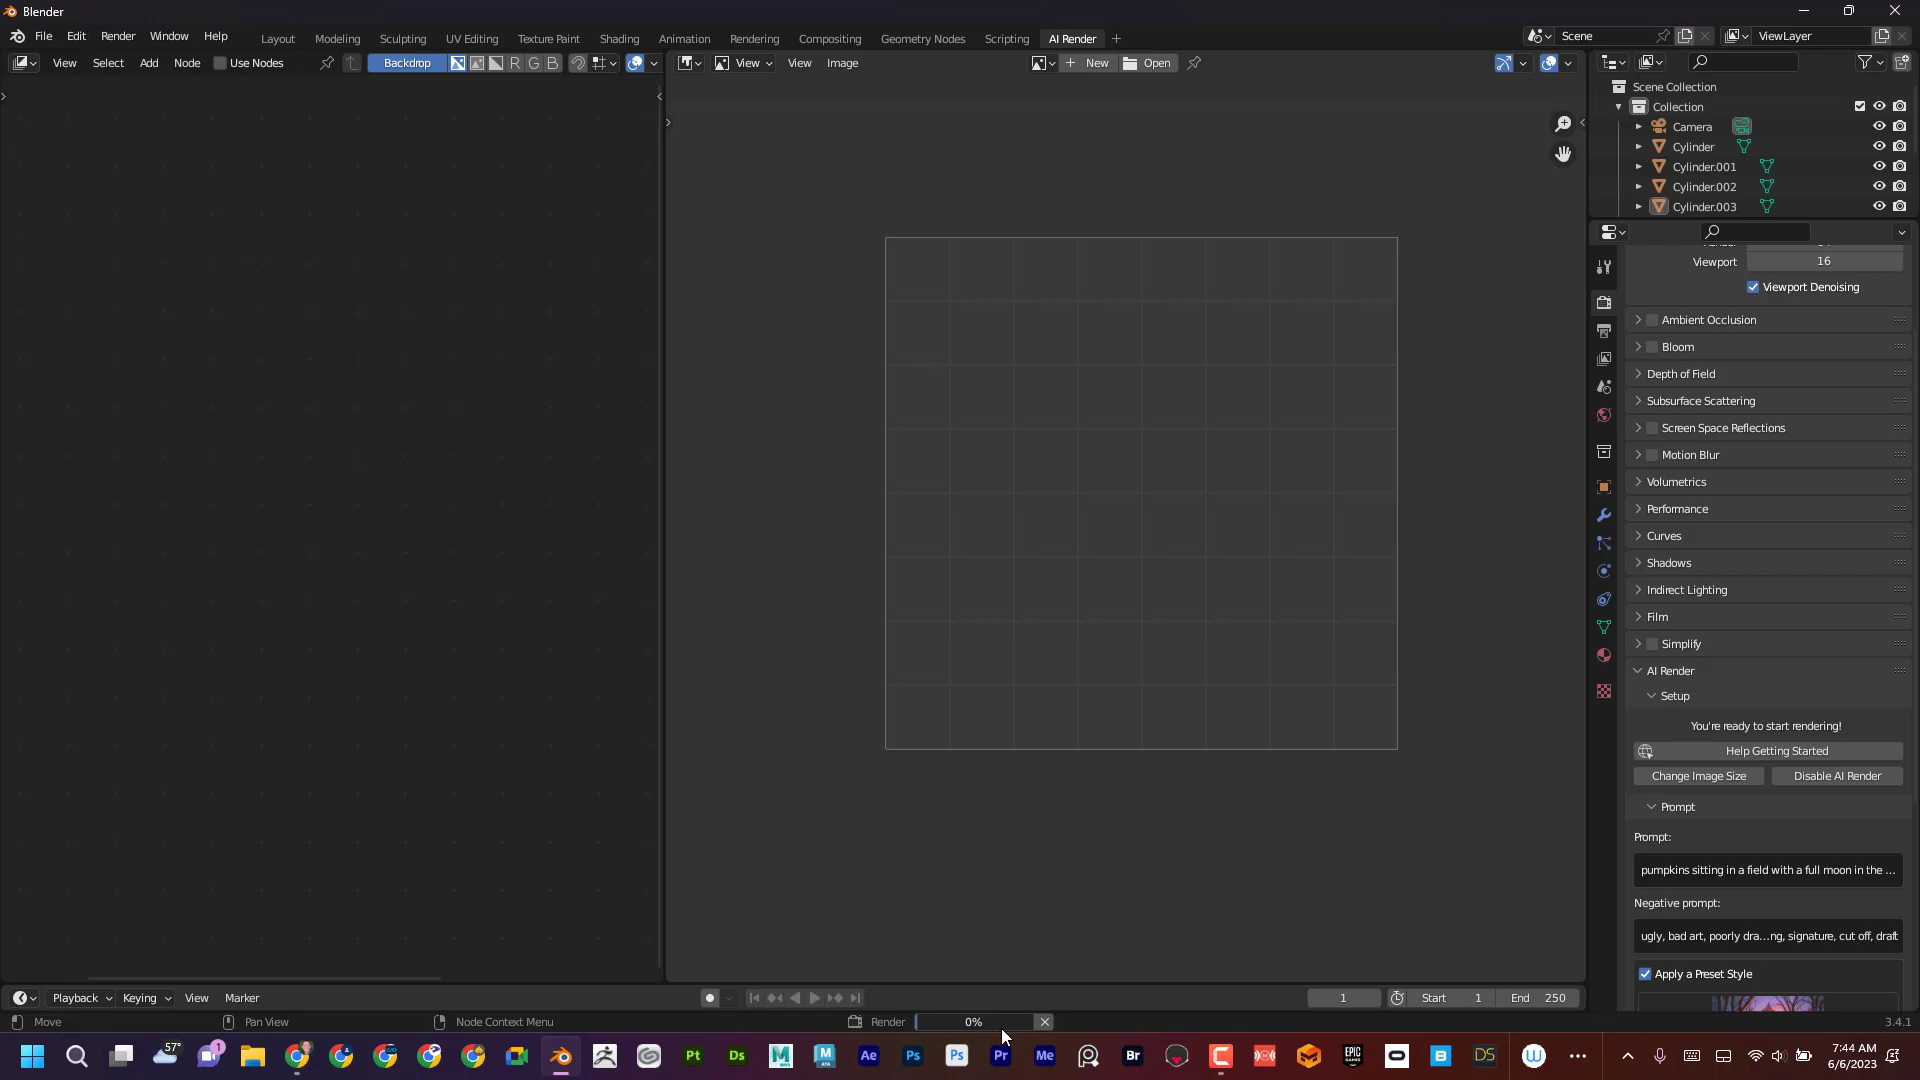 Blender
File Edit Render Window Help Layout Modeling Sculpting UV Editing Texture Paint Shading Animation Rendering Compositing Geometry Nodes Scripting AI Render + Scene ViewLayer
View Select Add Node Use Nodes Backdrop R G B View View Image + New Open
Scene Collection
Collection
Camera
Cylinder
Cylinder.001
Cylinder.002
Cylinder.003
Viewport 16
Viewport Denoising
Ambient Occlusion
Bloom
Depth of Field
Subsurface Scattering
Screen Space Reflections
Motion Blur
Volumetrics
Performance
Curves
Shadows
Indirect Lighting
Film
Simplify
AI Render
Setup
You're ready to start rendering!
Help Getting Started
Change Image Size Disable AI Render
Prompt
Prompt:
pumpkins sitting in a field with a full moon in the ...
Negative prompt:
ugly, bad art, poorly dra...ng, signature, cut off, draft
Apply a Preset Style
Playback Keying View Marker 1 Start 1 End 250
Move Pan View Node Context Menu Render 0% 3.4.1
57° 1 Pt Ds Ae Ps Ps Pr Me Br DS 7:44 AM
6/6/2023